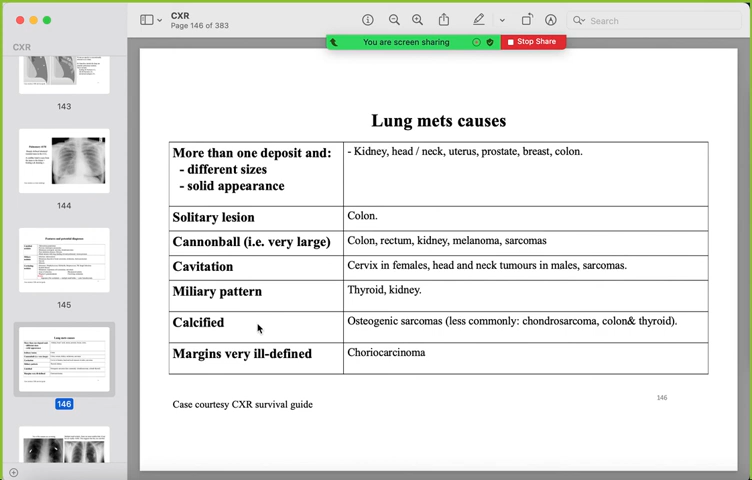 CXR
Page 146 of 383
Search
You are screen sharing
Stop Share
CXR
143
144
145
146
Lung mets causes
More than one deposit and:
- different sizes
- solid appearance
- Kidney, head / neck, uterus, prostate, breast, colon.
Solitary lesion
Colon.
Cannonball (i.e. very large)
Colon, rectum, kidney, melanoma, sarcomas
Cavitation
Cervix in females, head and neck tumours in males, sarcomas.
Miliary pattern
Thyroid, kidney.
Calcified
Osteogenic sarcomas (less commonly: chondrosarcoma, colon& thyroid).
Margins very ill-defined
Choriocarcinoma
Case courtesy CXR survival guide
146